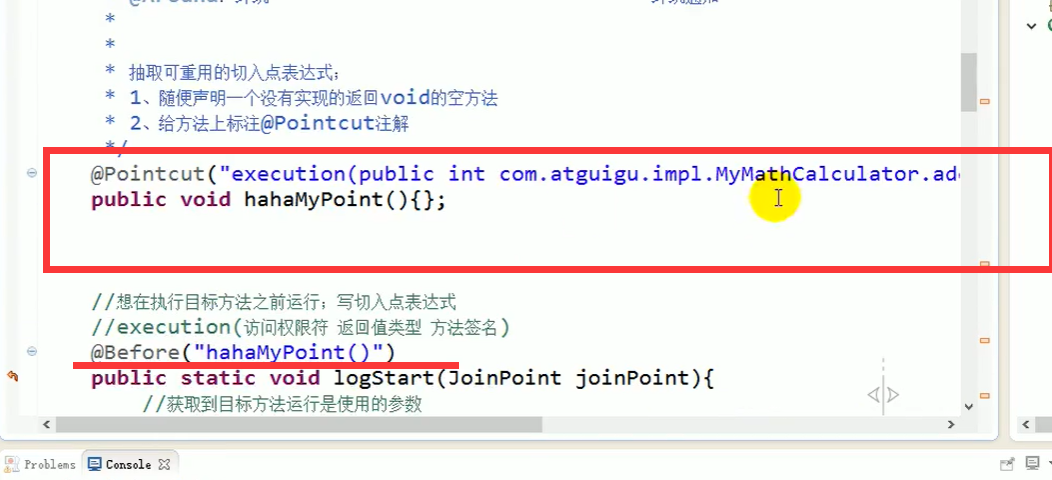 *
*
* 抽取可重用的切入点表达式；
* 1、随便声明一个没有实现的返回void的空方法
* 2、给方法上标注@Pointcut注解
*/
@Pointcut("execution(public int com.atguigu.impl.MyMathCalculator.ad
public void hahaMyPoint(){};
//想在执行目标方法之前运行；写切入点表达式
//execution(访问权限符 返回值类型 方法签名)
@Before("hahaMyPoint()")
public static void logStart(JoinPoint joinPoint){
//获取到目标方法运行是使用的参数
Problems Console